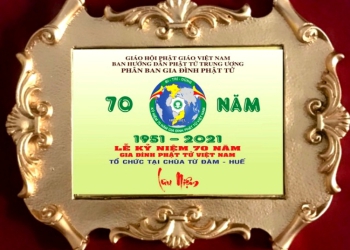 GIÁO HỘI PHẬT GIÁO VIỆT NAM
BAN HƯỚNG DẪN PHẬT TỬ TRUNG ƯƠNG
PHÂN BAN GIA ĐÌNH PHẬT TỬ
70 NĂM
1951 - 2021
LỄ KỶ NIỆM 70 NĂM
GIA ĐÌNH PHẬT TỬ VIỆT NAM
TỔ CHỨC TẠI CHÙA TỪ ĐÀM - HUẾ
Lưu Niệm